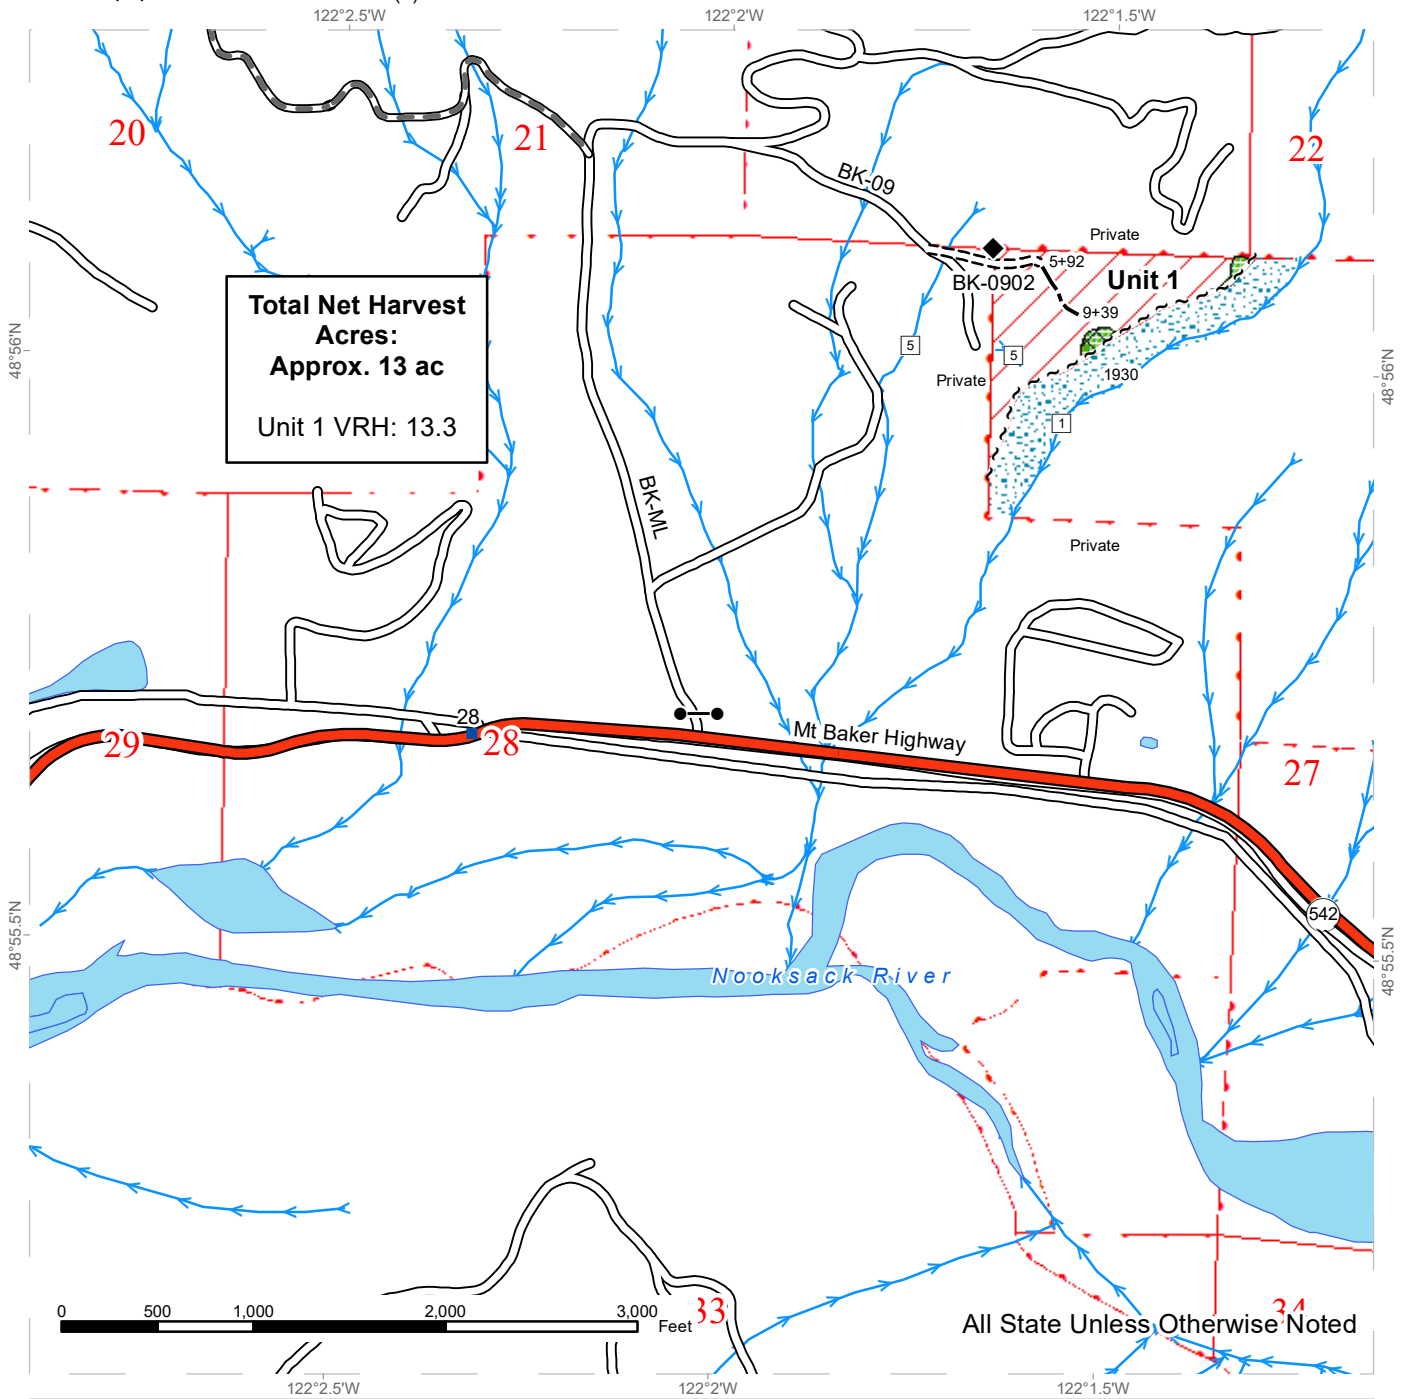 122°2.5'W
122°2'W
122°1.5'W
20
21
22
BK-09
Private
5+92
Unit 1
BK-0902
9+39
Total Net Harvest
Acres:
Approx. 13 ac
Unit 1 VRH: 13.3
48°56'N
48°56'N
5
5
Private
1930
1
BK-ML
Private
28
29
28
Mt Baker Highway
27
542
48°55.5'N
48°55.5'N
Nooksack River
0 500 1,000 2,000 3,000
Feet
33
34
All State Unless Otherwise Noted
122°2.5'W
122°2'W
122°1.5'W